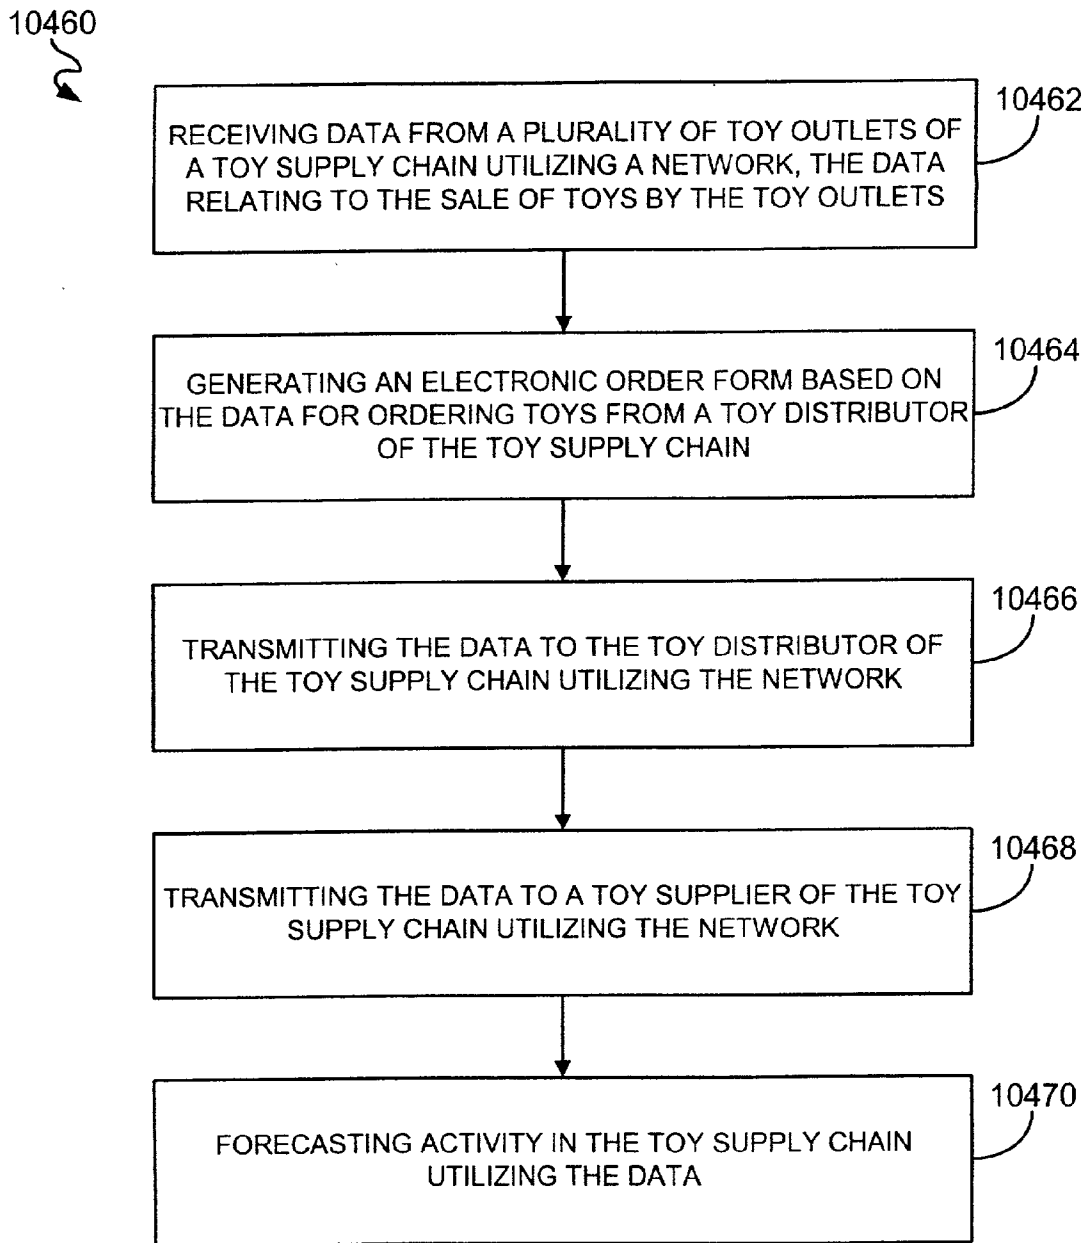 10460
10462
RECEIVING DATA FROM A PLURALITY OF TOY OUTLETS OF
A TOY SUPPLY CHAIN UTILIZING A NETWORK, THE DATA
RELATING TO THE SALE OF TOYS BY THE TOY OUTLETS
10464
GENERATING AN ELECTRONIC ORDER FORM BASED ON
THE DATA FOR ORDERING TOYS FROM A TOY DISTRIBUTOR
OF THE TOY SUPPLY CHAIN
10466
TRANSMITTING THE DATA TO THE TOY DISTRIBUTOR OF
THE TOY SUPPLY CHAIN UTILIZING THE NETWORK
10468
TRANSMITTING THE DATA TO A TOY SUPPLIER OF THE TOY
SUPPLY CHAIN UTILIZING THE NETWORK
10470
FORECASTING ACTIVITY IN THE TOY SUPPLY CHAIN
UTILIZING THE DATA